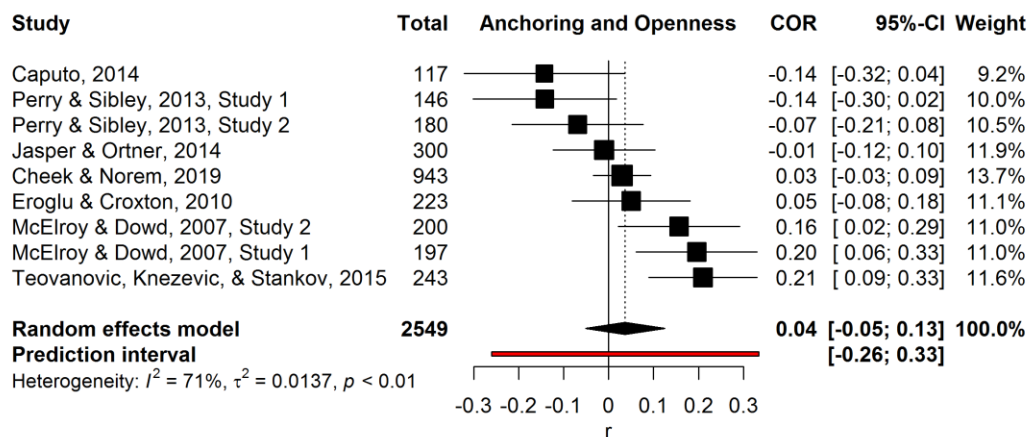 Study Total Anchoring and Openness COR 95%-CI Weight
Caputo, 2014 117 -0.14 [-0.32; 0.04] 9.2%
Perry & Sibley, 2013, Study 1 146 -0.14 [-0.30; 0.02] 10.0%
Perry & Sibley, 2013, Study 2 180 -0.07 [-0.21; 0.08] 10.5%
Jasper & Ortner, 2014 300 -0.01 [-0.12; 0.10] 11.9%
Cheek & Norem, 2019 943 0.03 [-0.03; 0.09] 13.7%
Eroglu & Croxton, 2010 223 0.05 [-0.08; 0.18] 11.1%
McElroy & Dowd, 2007, Study 2 200 0.16 [ 0.02; 0.29] 11.0%
McElroy & Dowd, 2007, Study 1 197 0.20 [ 0.06; 0.33] 11.0%
Teovanovic, Knezevic, & Stankov, 2015 243 0.21 [ 0.09; 0.33] 11.6%
Random effects model 2549 0.04 [-0.05; 0.13] 100.0%
Prediction interval [-0.26; 0.33]
Heterogeneity: I² = 71%, τ² = 0.0137, p < 0.01
-0.3 -0.2 -0.1 0 0.1 0.2 0.3
r